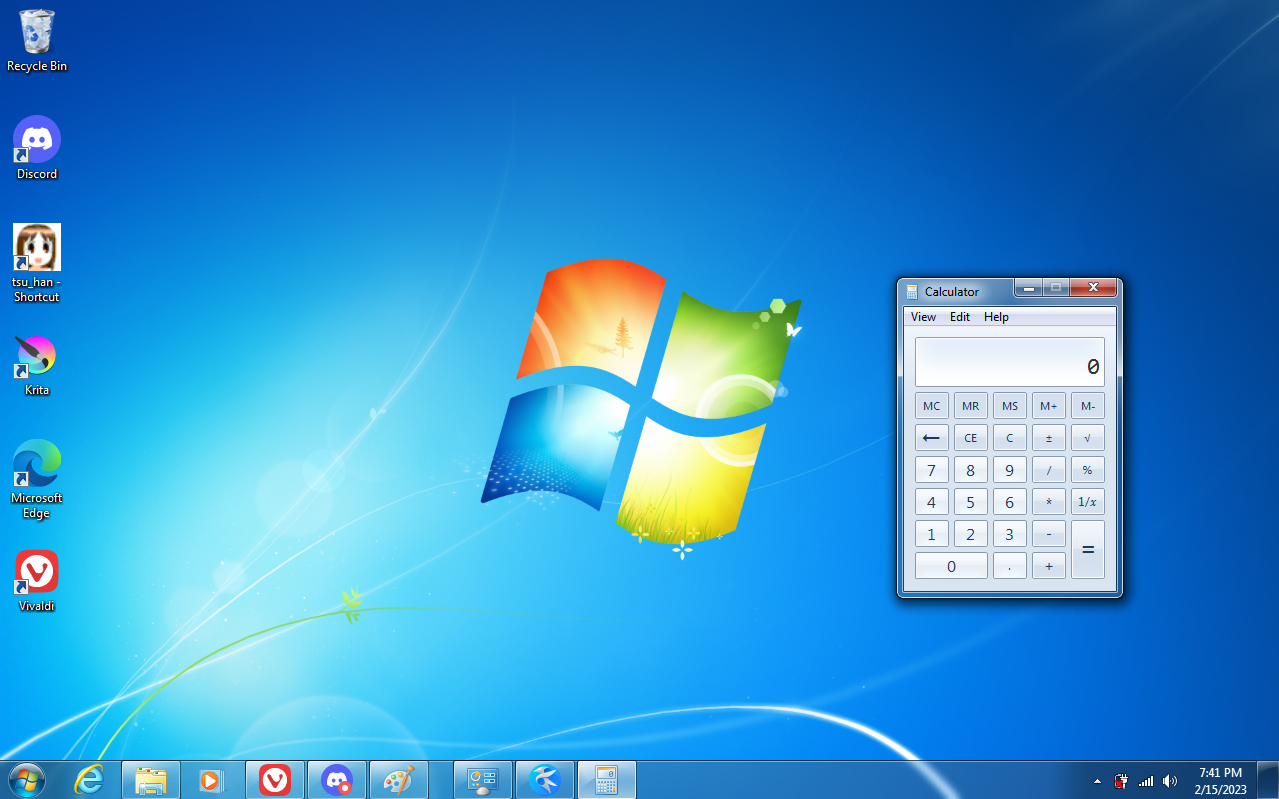 Recycle Bin
Discord
tsu_han -
Shortcut
Krita
Microsoft
Edge
Vivaldi
Calculator
View Edit Help
0
MC MR MS M+ M-
← CE C ± √
7 8 9 / %
4 5 6 * 1/x
1 2 3 -
=
0 . +
7:41 PM
2/15/2023